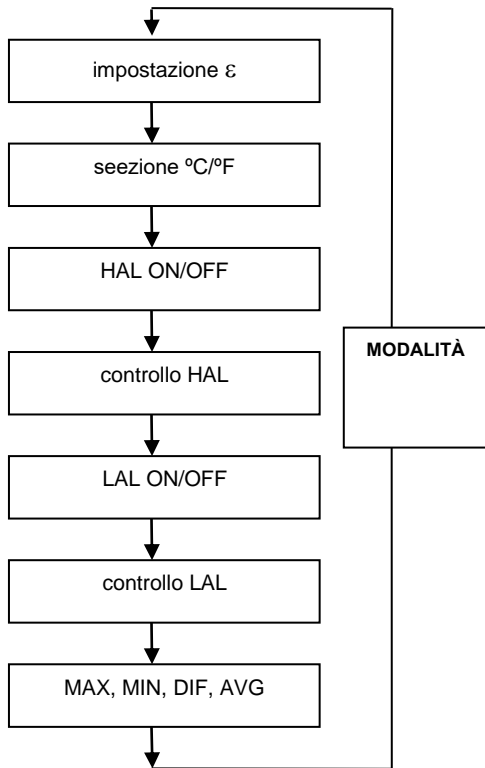 impostazione ε
seezione ºC/ºF
HAL ON/OFF
controllo HAL
MODALITÀ
LAL ON/OFF
controllo LAL
MAX, MIN, DIF, AVG